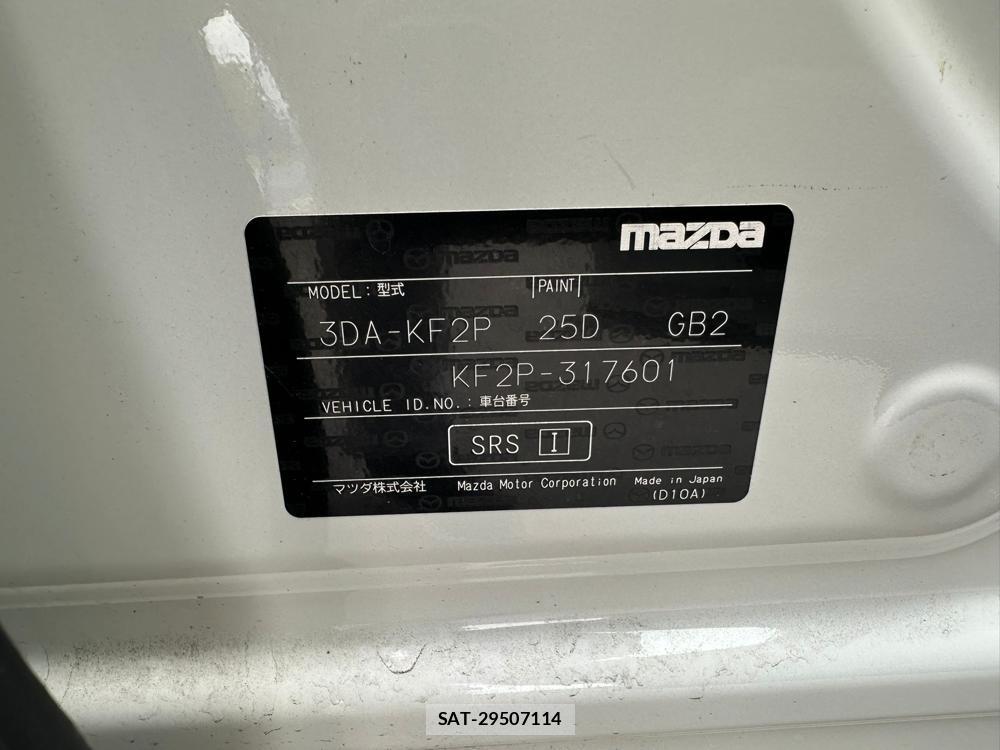 mazda
MODEL : 型式 PAINT
3DA-KF2P 25D GB2
KF2P-317601
VEHICLE ID.NO. : 車台番号
SRS I
マツダ株式会社 Mazda Motor Corporation Made in Japan
(D10A)
SAT-29507114